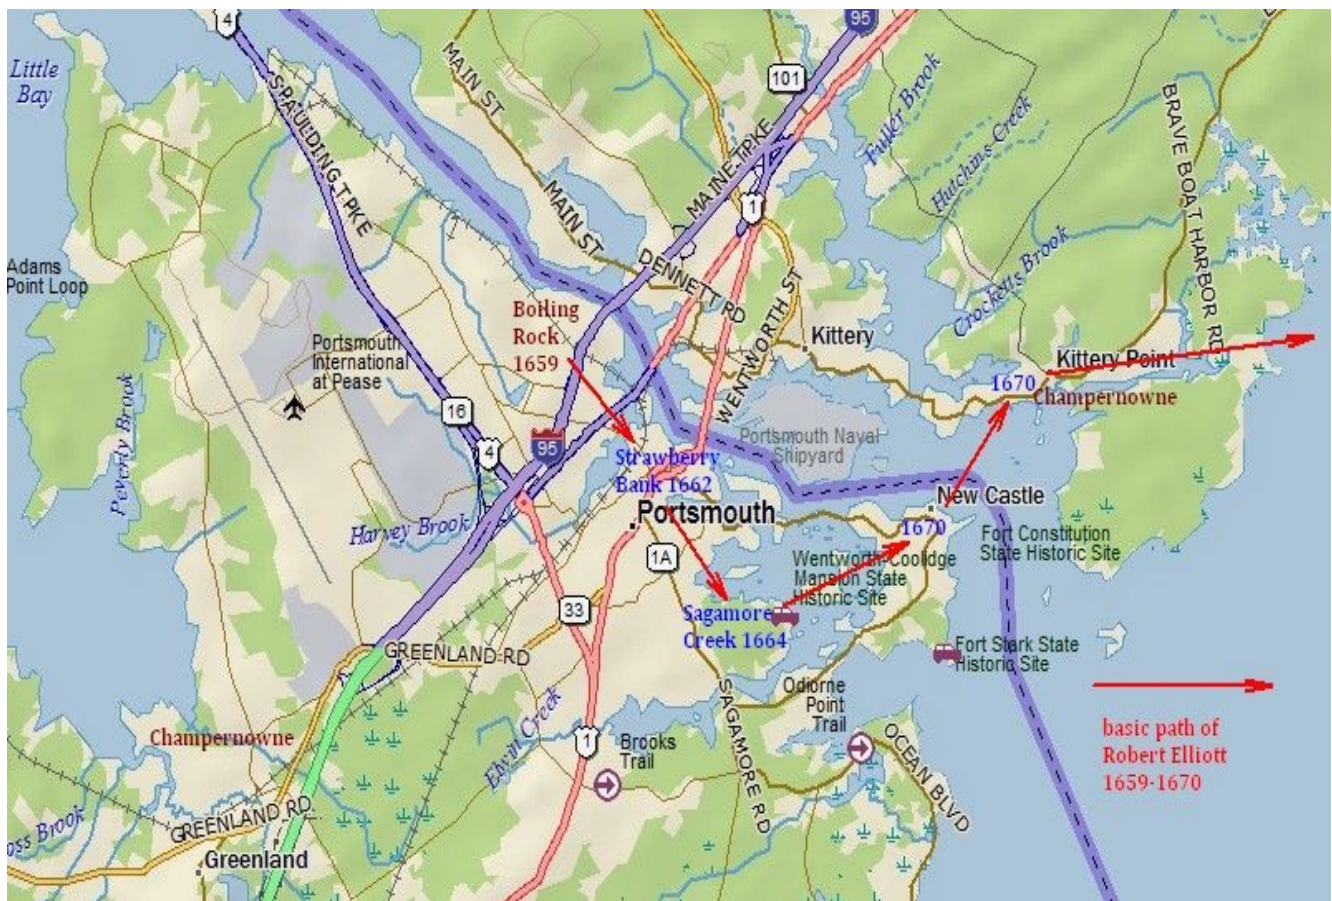 4
95
Little
Bay
MAIN ST
101
Fuller Brook
SPAULDING TPKE
BRAVE BOAT HARBOR RD
Hutchins Creek
MAINE TPKE
MAIN ST
1
Adams
Point Loop
DENNETT RD
Crocketts Brook
Boiling
Rock
1659
WENTWORTH ST
Kittery
Portsmouth
International
at Pease
Kittery Point
1670
Champernowne
Peverly Brook
16
4
95
Portsmouth Naval
Shipyard
Strawberry
Bank 1662
New Castle
Portsmouth
1670
Harvey Brook
Fort Constitution
State Historic Site
1A
Wentworth Coolidge
Mansion State
Historic Site
33
Sagamore
Creek 1664
GREENLAND RD
Fort Stark State
Historic Site
Odiorne
Point
Trail
SAGAMORE RD
Elwin Creek
Champernowne
1
Brooks
Trail
OCEAN BLVD
basic path of
Robert Elliott
1659-1670
GREENLAND RD
oss Brook
Greenland